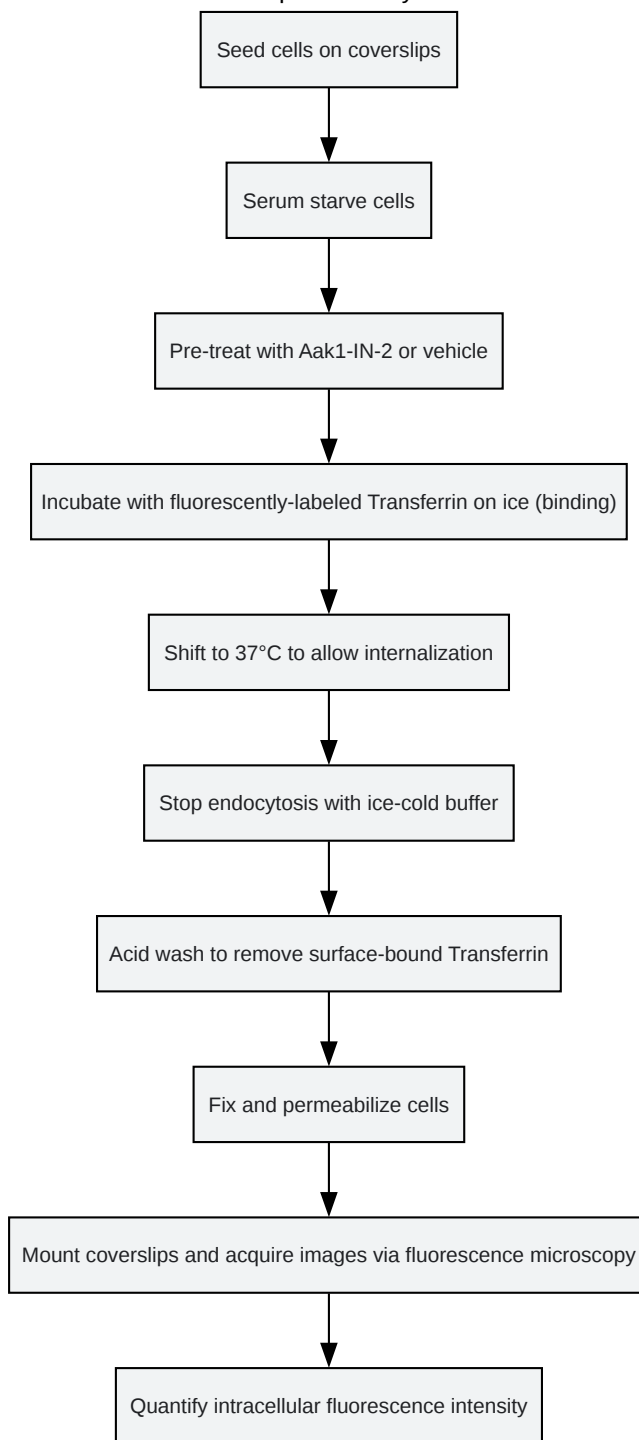 Seed cells on coverslips
Serum starve cells
Pre-treat with Aak1-IN-2 or vehicle
Incubate with fluorescently-labeled Transferrin on ice (binding)
Shift to 37°C to allow internalization
Stop endocytosis with ice-cold buffer
Acid wash to remove surface-bound Transferrin
Fix and permeabilize cells
Mount coverslips and acquire images via fluorescence microscopy
Quantify intracellular fluorescence intensity